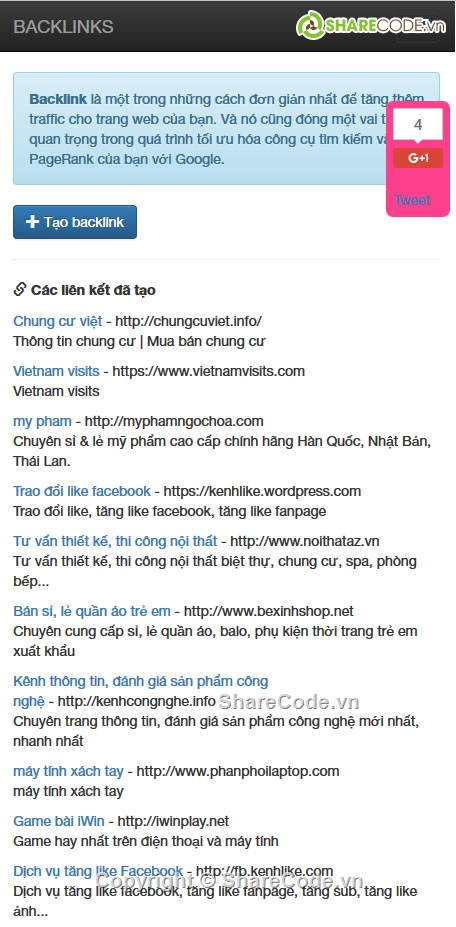 BACKLINKS
SHARECODE.vn
Backlink là một trong những cách đơn giản nhất để tăng thêm
traffic cho trang web của bạn. Và nó cũng đóng một vai
quan trọng trong quá trình tối ưu hóa công cụ tìm kiếm
PageRank của bạn với Google.
4
G+1
Tweet
Tạo backlink
Các liên kết đã tạo
Chung cư việt - http://chungcuviet.info/
Thông tin chung cư | Mua bán chung cư
Vietnam visits - https://www.vietnamvisits.com
Vietnam visits
my pham - http://myphamngochoa.com
Chuyên sỉ & lẻ mỹ phẩm cao cấp chính hãng Hàn Quốc, Nhật Bản,
Thái Lan.
Trao đổi like facebook - https://kenhlike.wordpress.com
Trao đổi like, tăng like facebook, tăng like fanpage
Tư vấn thiết kế, thi công nội thất - http://www.noithataz.vn
Tư vấn thiết kế, thi công nội thất biệt thự, chung cư, spa, phòng
bếp...
Bán sỉ, lẻ quần áo trẻ em - http://www.bexinhshop.net
Chuyên cung cấp sỉ, lẻ quần áo, balo, phụ kiện thời trang trẻ em
xuất khẩu
Kênh thông tin, đánh giá sản phẩm công
nghệ - http://kenhcongnghe.info
ShareCode.vn
Chuyên trang thông tin, đánh giá sản phẩm công nghệ mới nhất,
nhanh nhất
máy tính xách tay - http://www.phanphoilaptop.com
máy tính xách tay
Game bài iWin - http://iwinplay.net
Game hay nhất trên điện thoại và máy tính
Dịch vụ tăng like Facebook - http://fb.kenhlike.com
Copyright © ShareCode.vn
Dịch vụ tăng like facebook, tăng like fanpage, tăng sub, tăng like
ảnh...